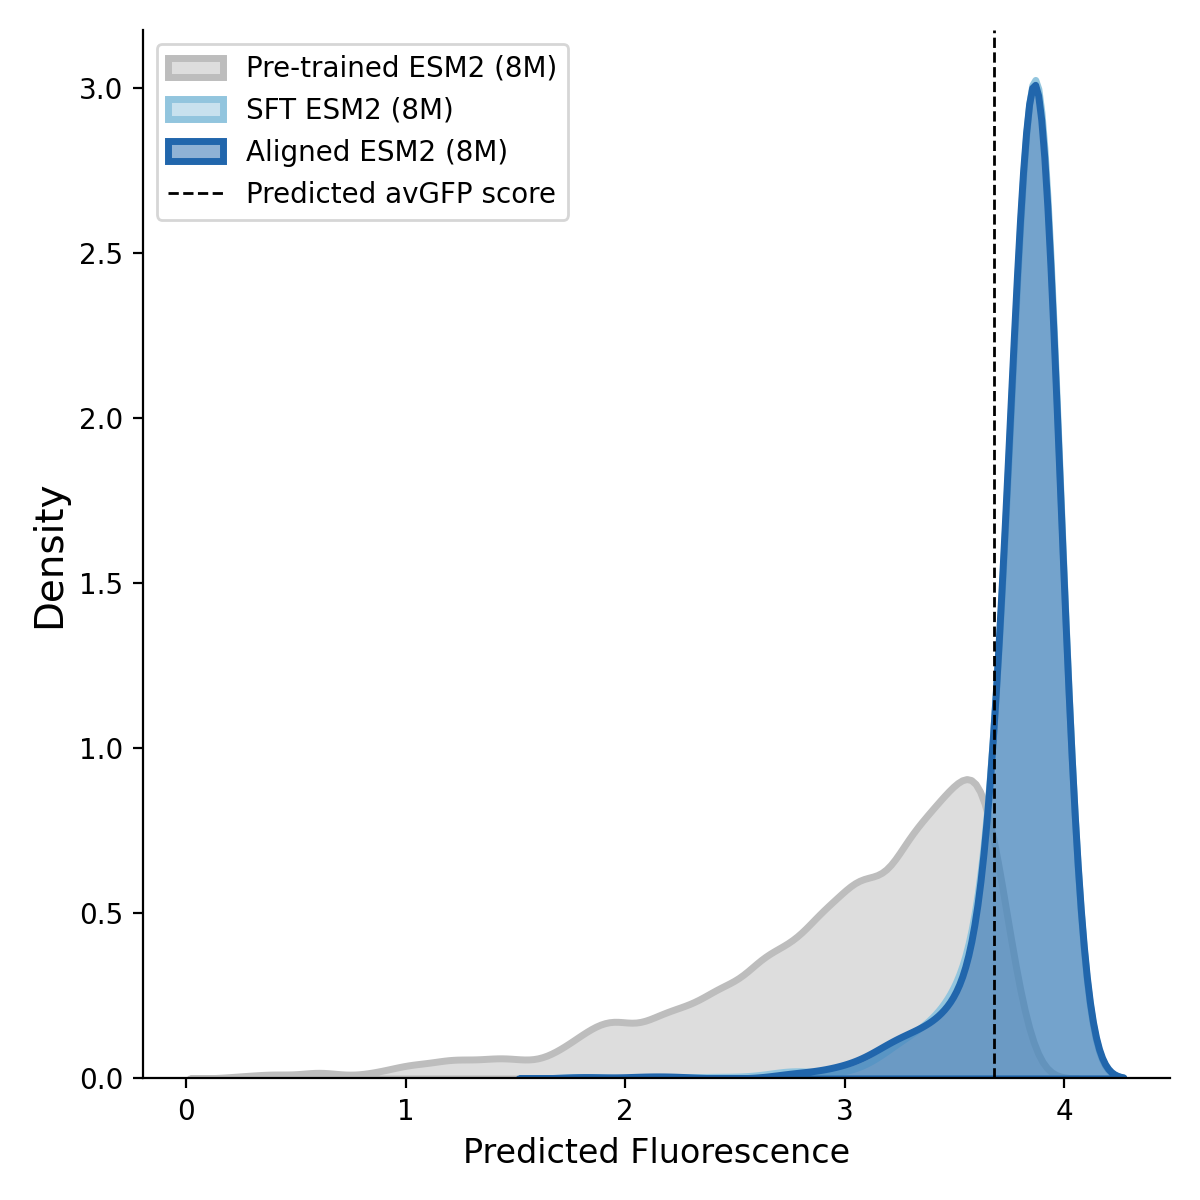 Pre-trained ESM2 (8M)
SFT ESM2 (8M)
Aligned ESM2 (8M)
Predicted avGFP score
3.0
2.5
2.0
1.5
1.0
0.5
0.0
Density
0
1
2
3
4
Predicted Fluorescence